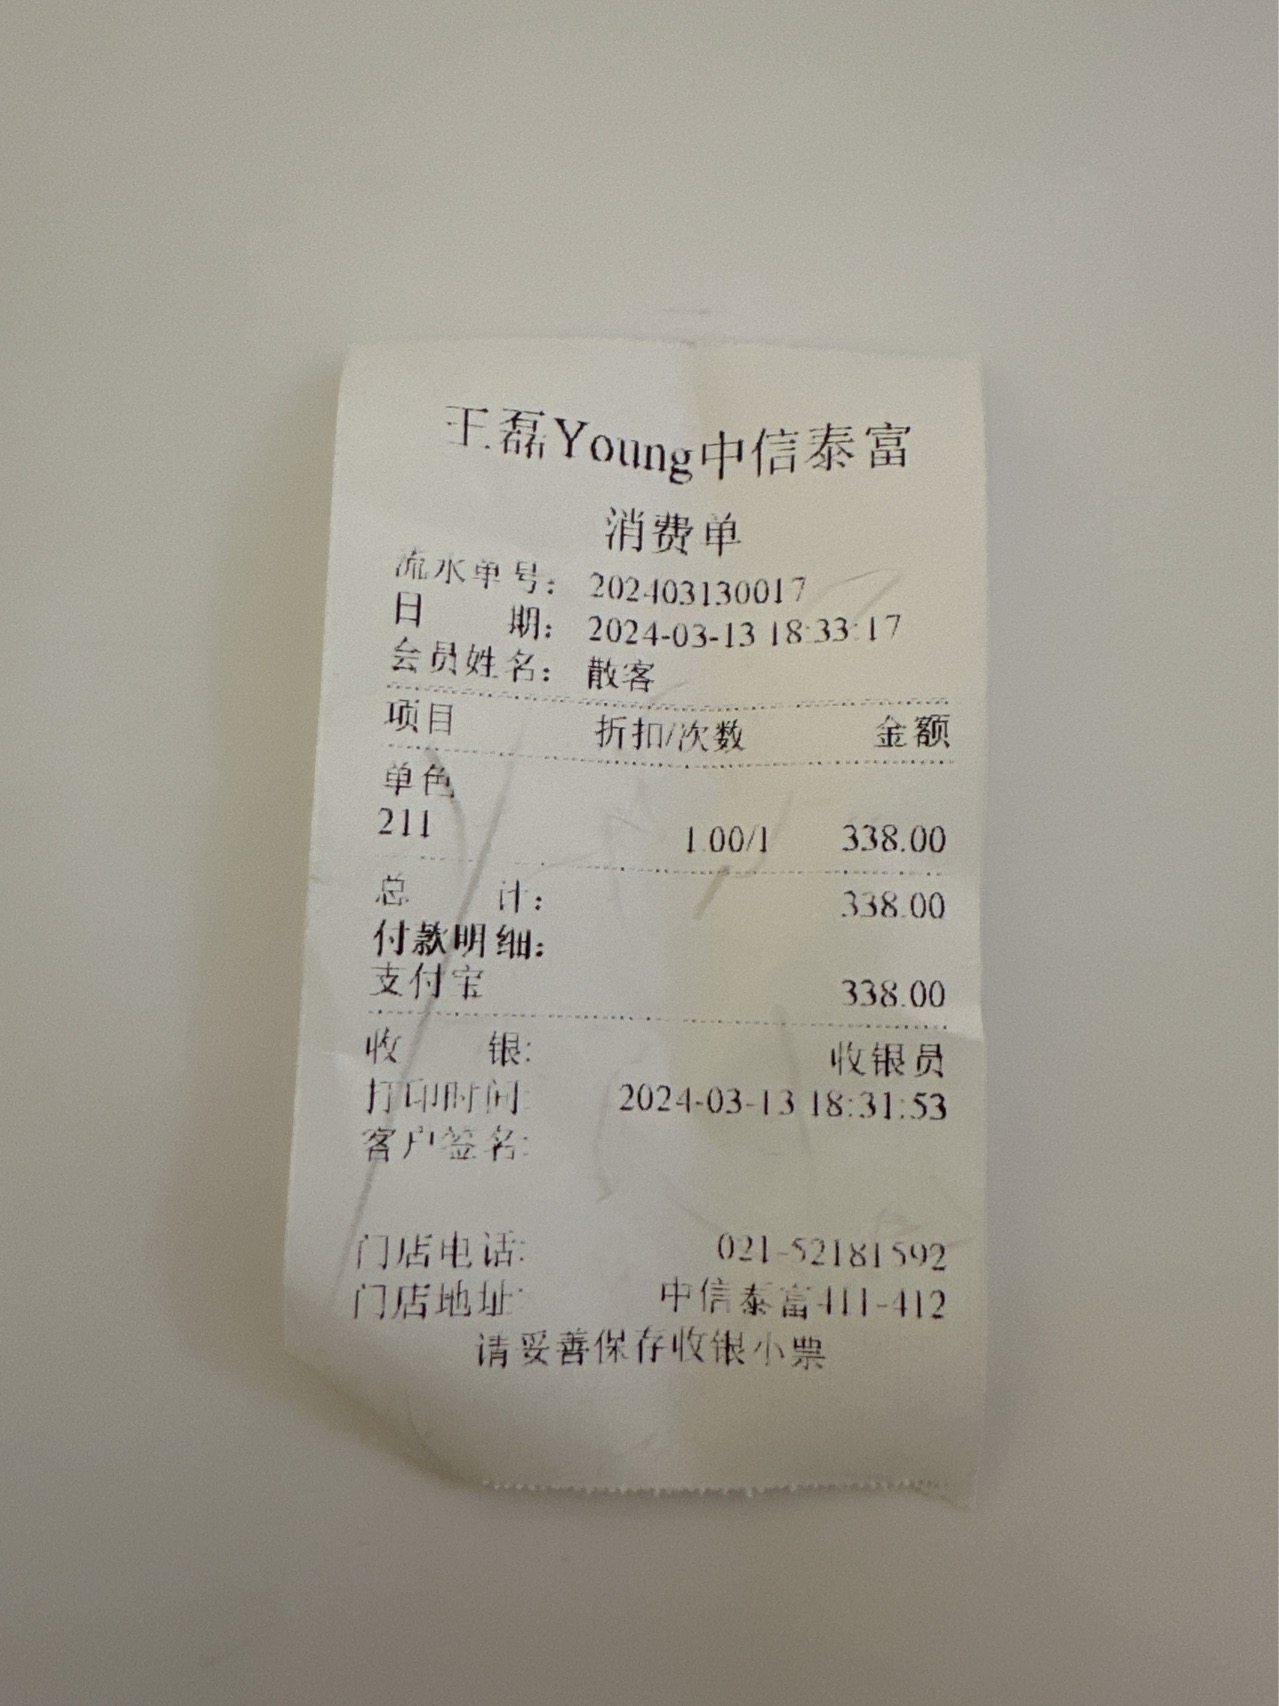 王磊Young中信泰富
消费单
流水单号： 202403130017
日 期： 2024-03-13 18:33:17
会员姓名： 散客
项目 折扣/次数 金额
单色
211 1.00/1 338.00
总 计： 338.00
付款明细：
支付宝 338.00
收 银: 收银员
打印时间: 2024-03-13 18:31:53
客户签名:
门店电话: 021-52181592
门店地址: 中信泰富411-412
请妥善保存收银小票